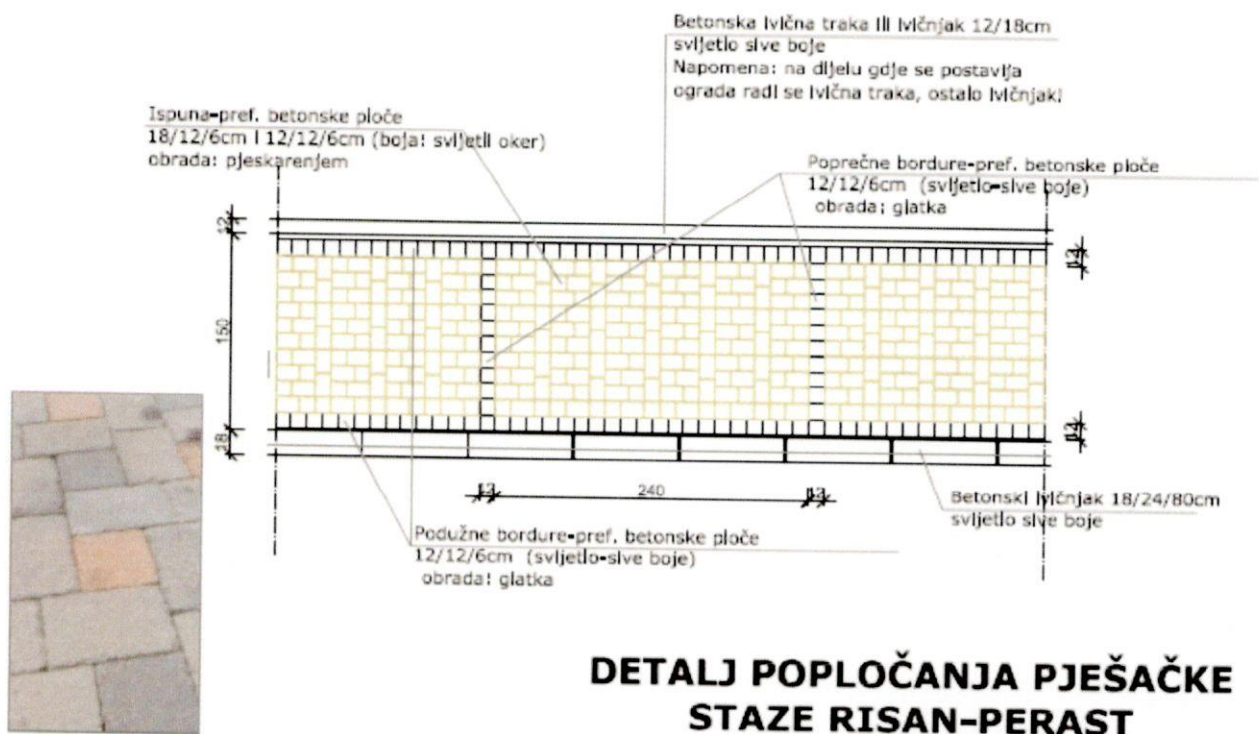 Betonska ivična traka ili ivičnjak 12/18cm
svijetlo sive boje
Napomena: na dijelu gdje se postavlja
ograda radi se ivična traka, ostalo ivičnjaki
Ispuna-pref. betonske ploče
18/12/6cm i 12/12/6cm (boja: svijetli oker)
obrada: pjeskarenjem
Poprečne bordure-pref. betonske ploče
12/12/6cm (svijetlo-sive boje)
obrada: glatka
12
150
18
12
12
12
240
12
Betonski ivičnjak 18/24/80cm
svijetlo sive boje
Podužne bordure-pref. betonske ploče
12/12/6cm (svijetlo-sive boje)
obrada: glatka
DETALJ POPLOČANJA PJEŠAČKE
STAZE RISAN-PERAST